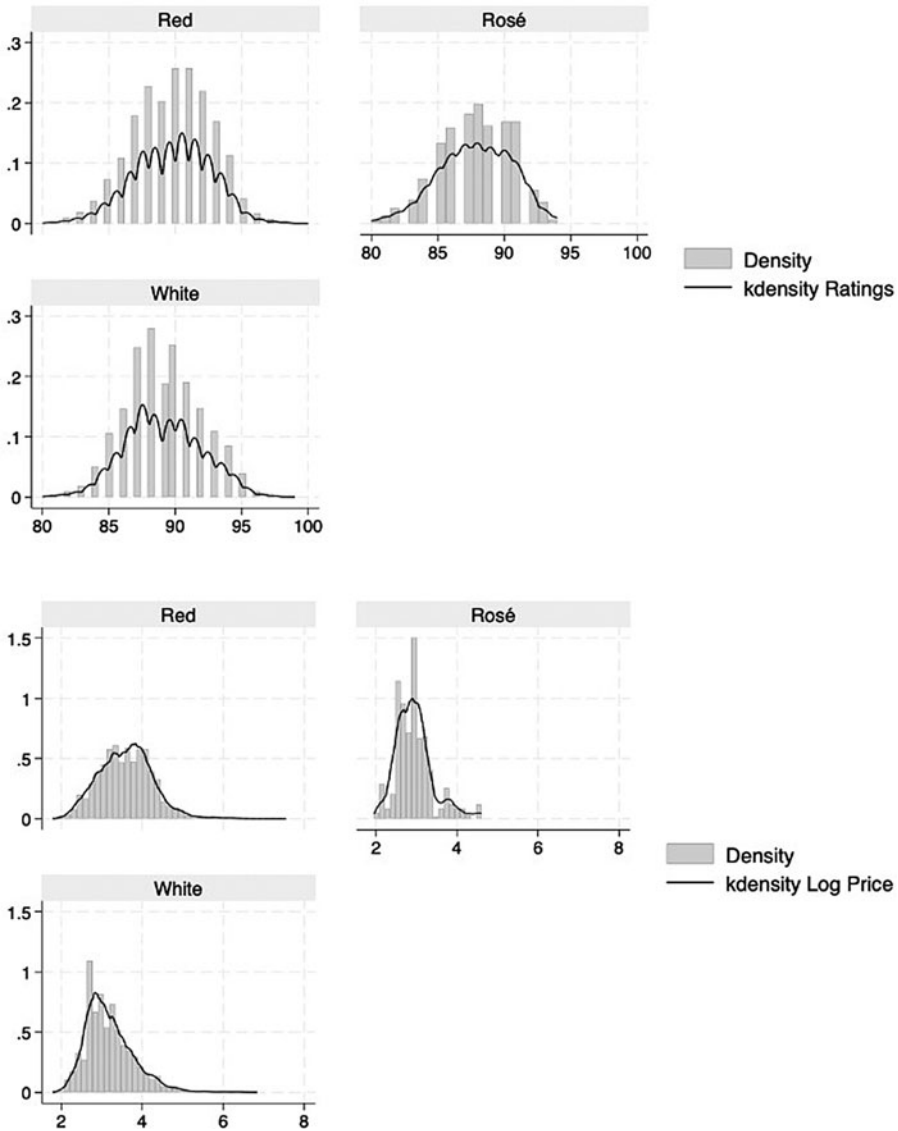 Red
Rosé
.3
.2
.1
0
80 85 90 95 100
Density
kdensity Ratings
White
.3
.2
.1
0
80 85 90 95 100
Red
Rosé
1.5
1
.5
0
2 4 6 8
Density
kdensity Log Price
White
1.5
1
.5
0
2 4 6 8